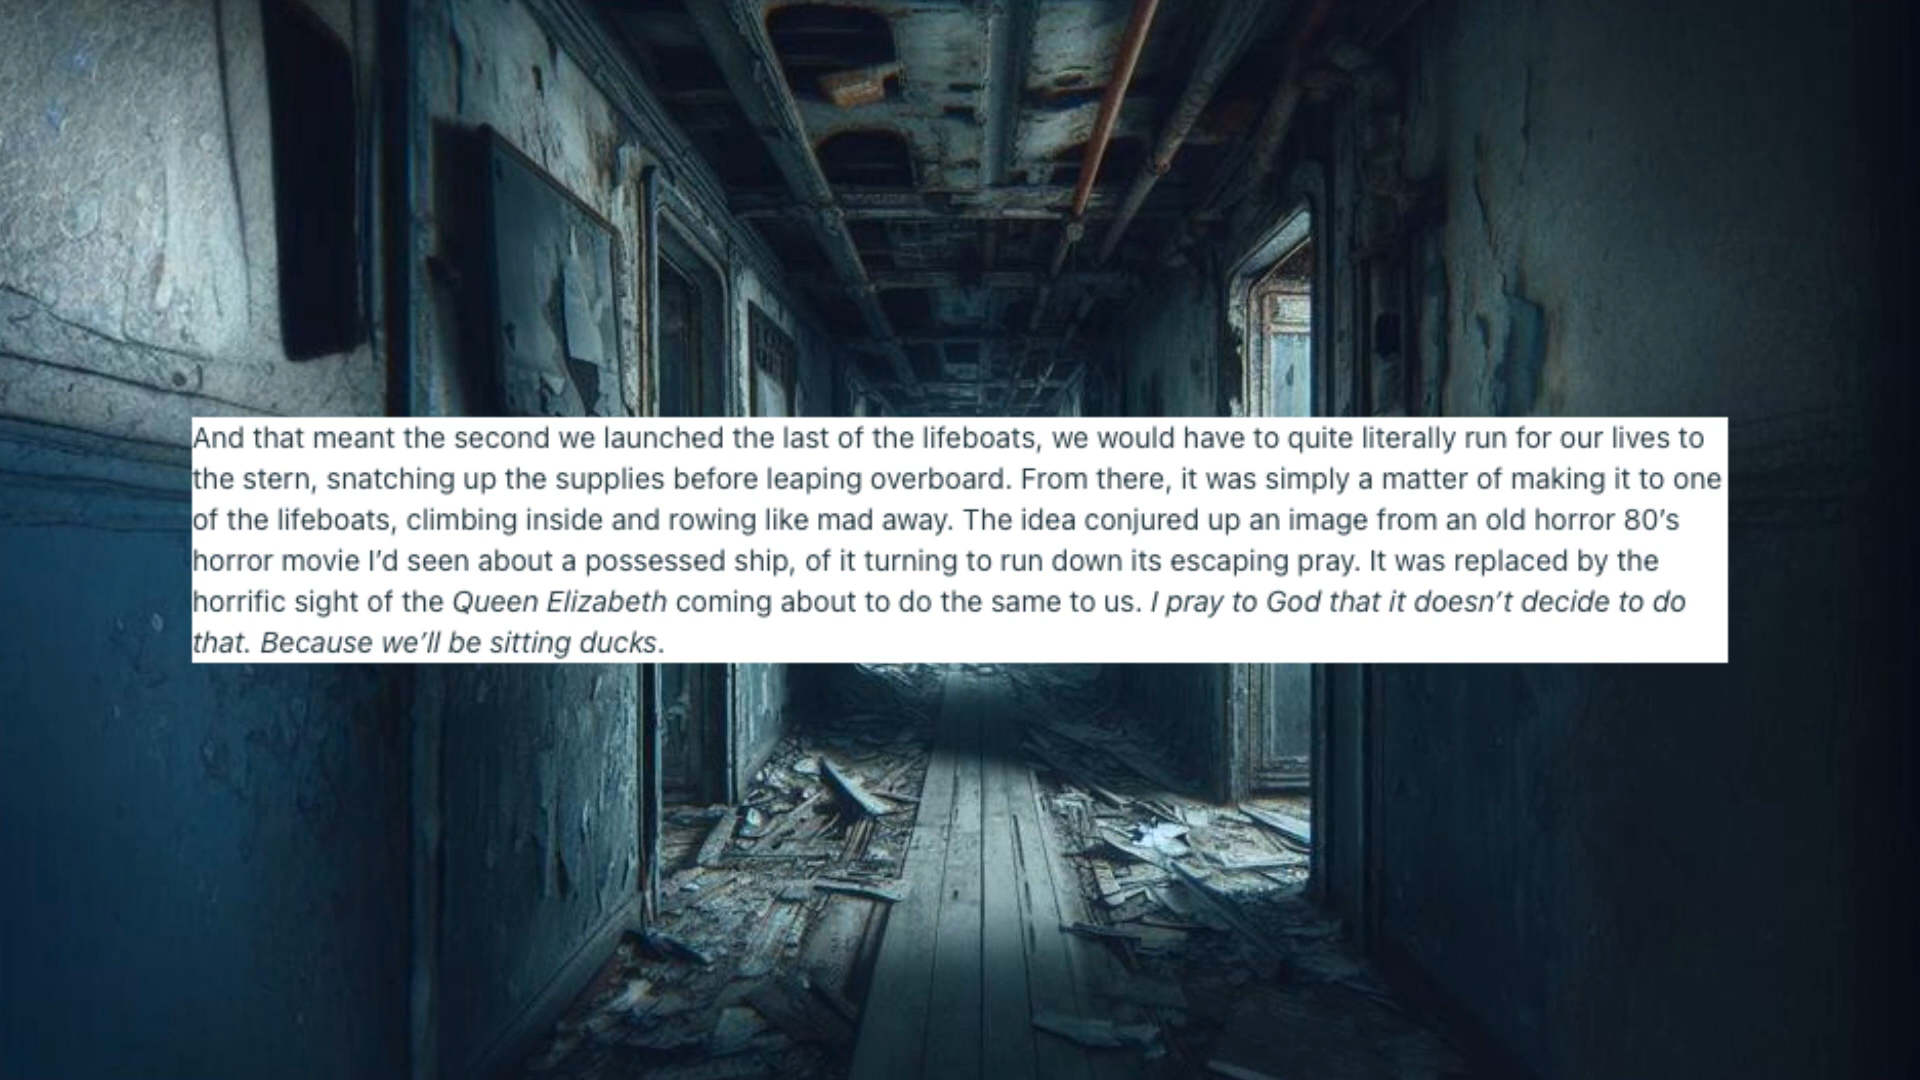 And that meant the second we launched the last of the lifeboats, we would have to quite literally run for our lives to
the stern, snatching up the supplies before leaping overboard. From there, it was simply a matter of making it to one
of the lifeboats, climbing inside and rowing like mad away. The idea conjured up an image from an old horror 80’s
horror movie I’d seen about a possessed ship, of it turning to run down its escaping pray. It was replaced by the
horrific sight of the Queen Elizabeth coming about to do the same to us. I pray to God that it doesn’t decide to do
that. Because we’ll be sitting ducks.